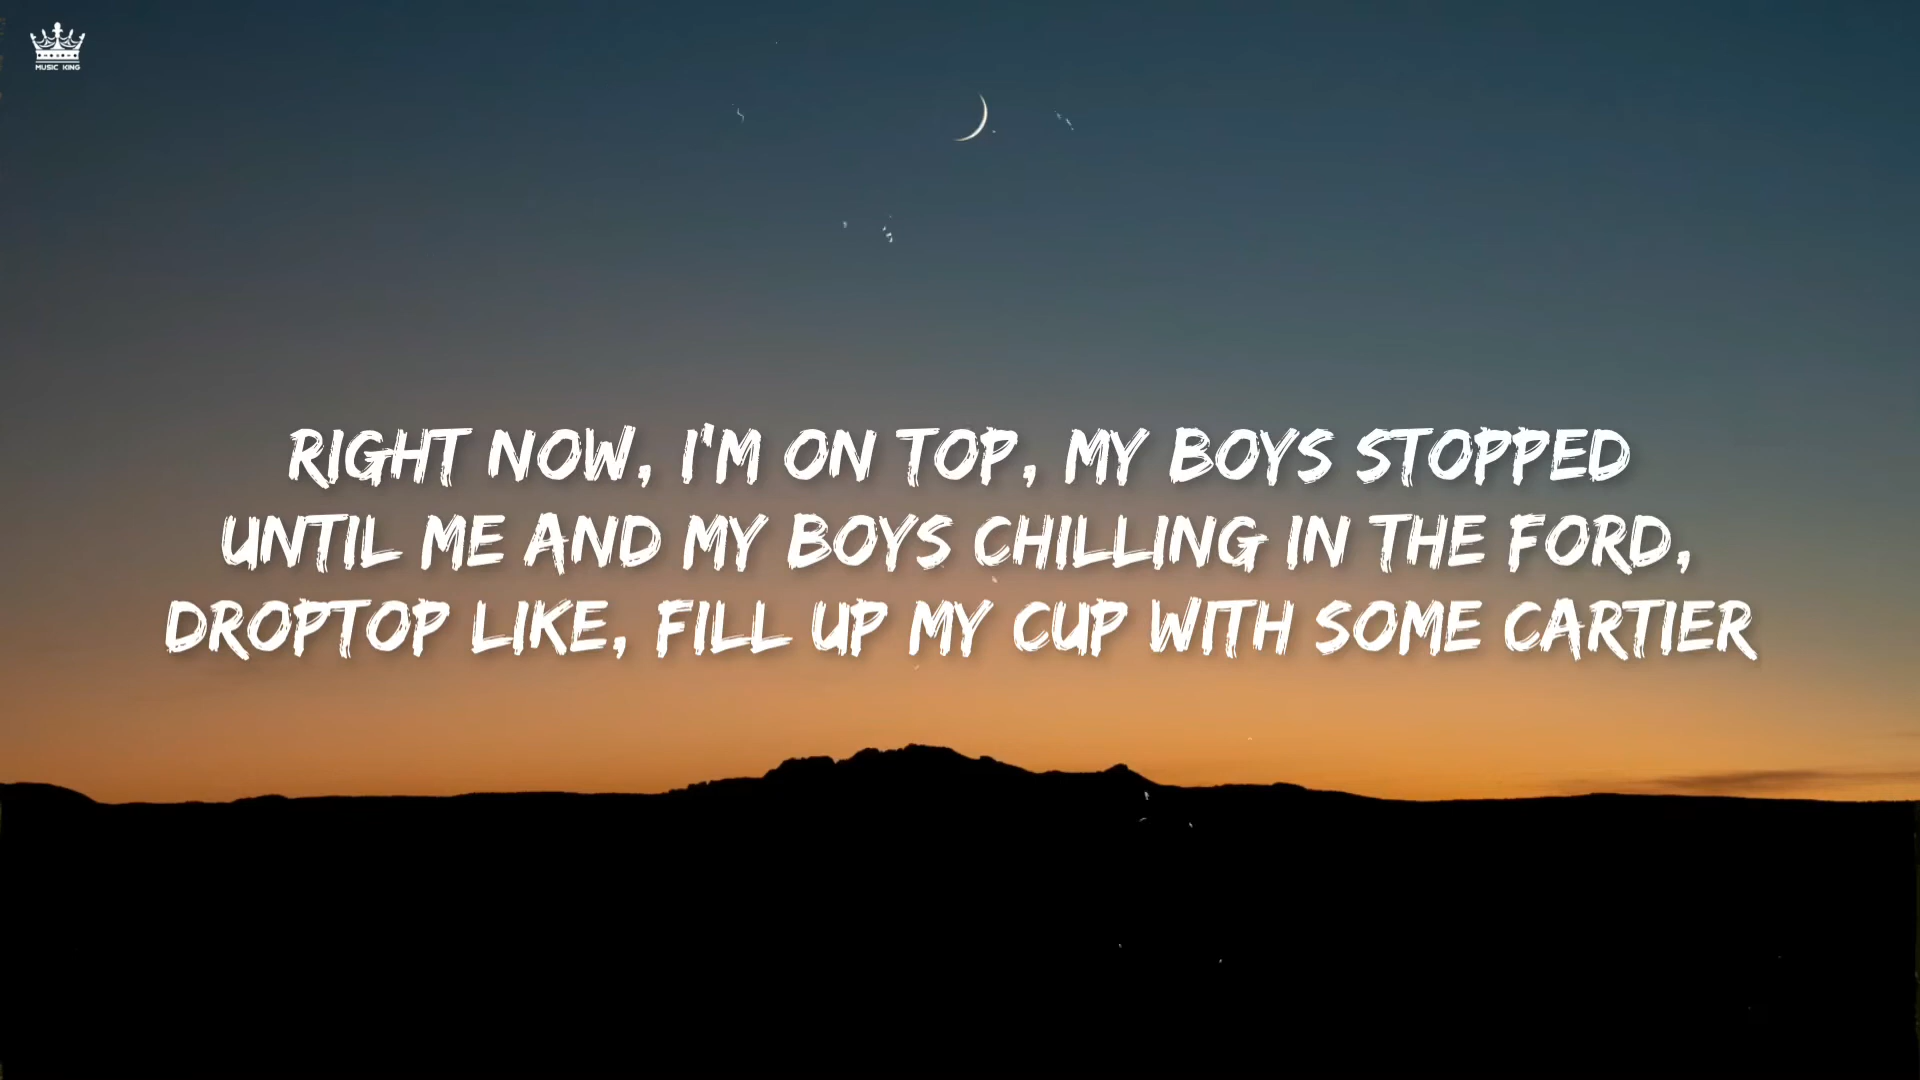 MUSIC KING
RIGHT NOW, I'M ON TOP, MY BOYS STOPPED
UNTIL ME AND MY BOYS CHILLING IN THE FORD,
DROPTOP LIKE, FILL UP MY CUP WITH SOME CARTIER